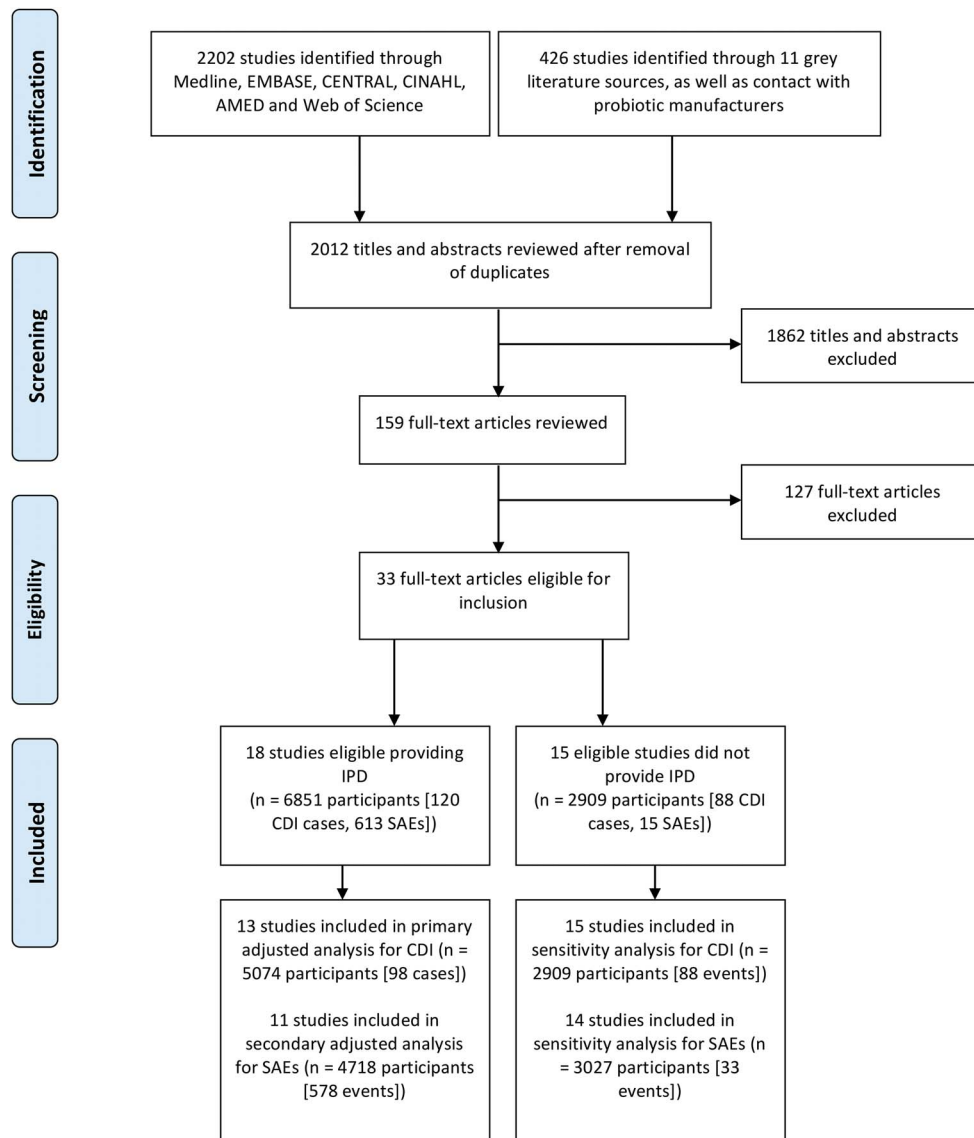 Identification
2202 studies identified through
Medline, EMBASE, CENTRAL, CINAHL,
AMED and Web of Science
426 studies identified through 11 grey
literature sources, as well as contact with
probiotic manufacturers
2012 titles and abstracts reviewed after removal
of duplicates
Screening
1862 titles and abstracts
excluded
159 full-text articles reviewed
127 full-text articles
excluded
Eligibility
33 full-text articles eligible for
inclusion
18 studies eligible providing
IPD
(n = 6851 participants [120
CDI cases, 613 SAEs])
15 eligible studies did not
provide IPD
(n = 2909 participants [88 CDI
cases, 15 SAEs])
Included
13 studies included in primary
adjusted analysis for CDI (n =
5074 participants [98 cases])
11 studies included in
secondary adjusted analysis
for SAEs (n = 4718 participants
[578 events])
15 studies included in
sensitivity analysis for CDI (n =
2909 participants [88 events])
14 studies included in
sensitivity analysis for SAEs (n
= 3027 participants [33
events])